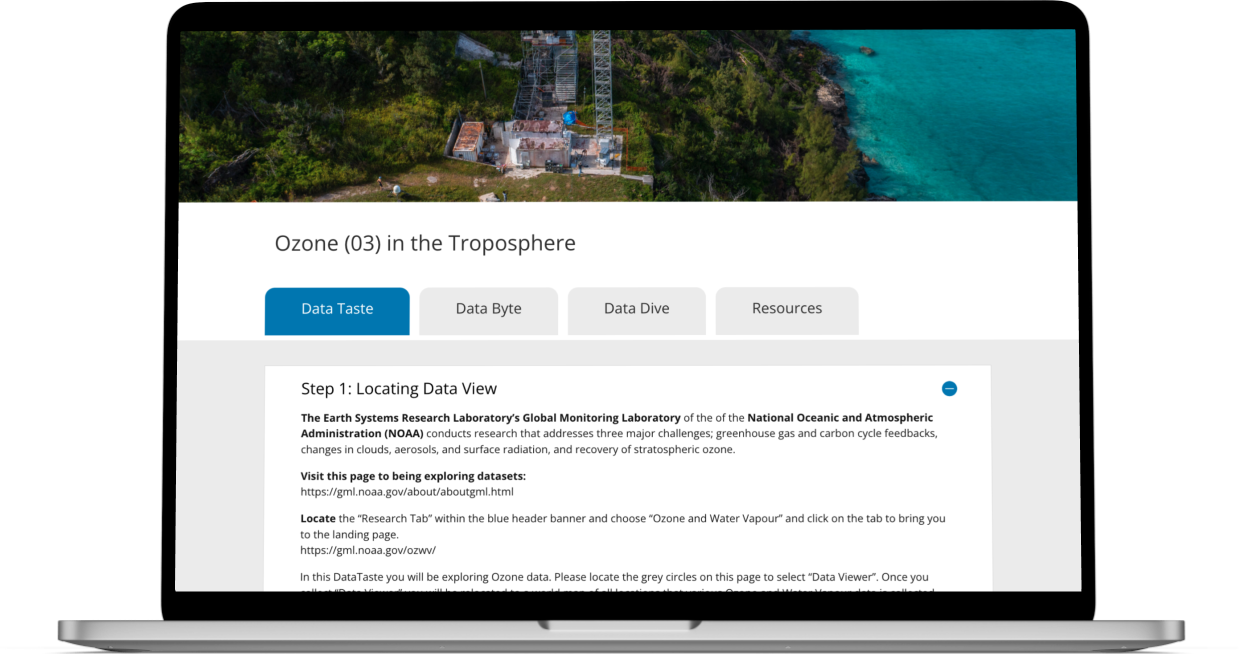 Ozone (03) in the Troposphere
Data Taste
Data Byte
Data Dive
Resources
Step 1: Locating Data View
The Earth Systems Research Laboratory's Global Monitoring Laboratory of the of the National Oceanic and Atmospheric
Administration (NOAA) conducts research that addresses three major challenges; greenhouse gas and carbon cycle feedbacks,
changes in clouds, aerosols, and surface radiation, and recovery of stratospheric ozone.
Visit this page to being exploring datasets:
https://gml.noaa.gov/about/aboutgml.html
Locate the “Research Tab” within the blue header banner and choose “Ozone and Water Vapour” and click on the tab to bring you
to the landing page.
https://gml.noaa.gov/ozwv/
In this DataTaste you will be exploring Ozone data. Please locate the grey circles on this page to select “Data Viewer”. Once you